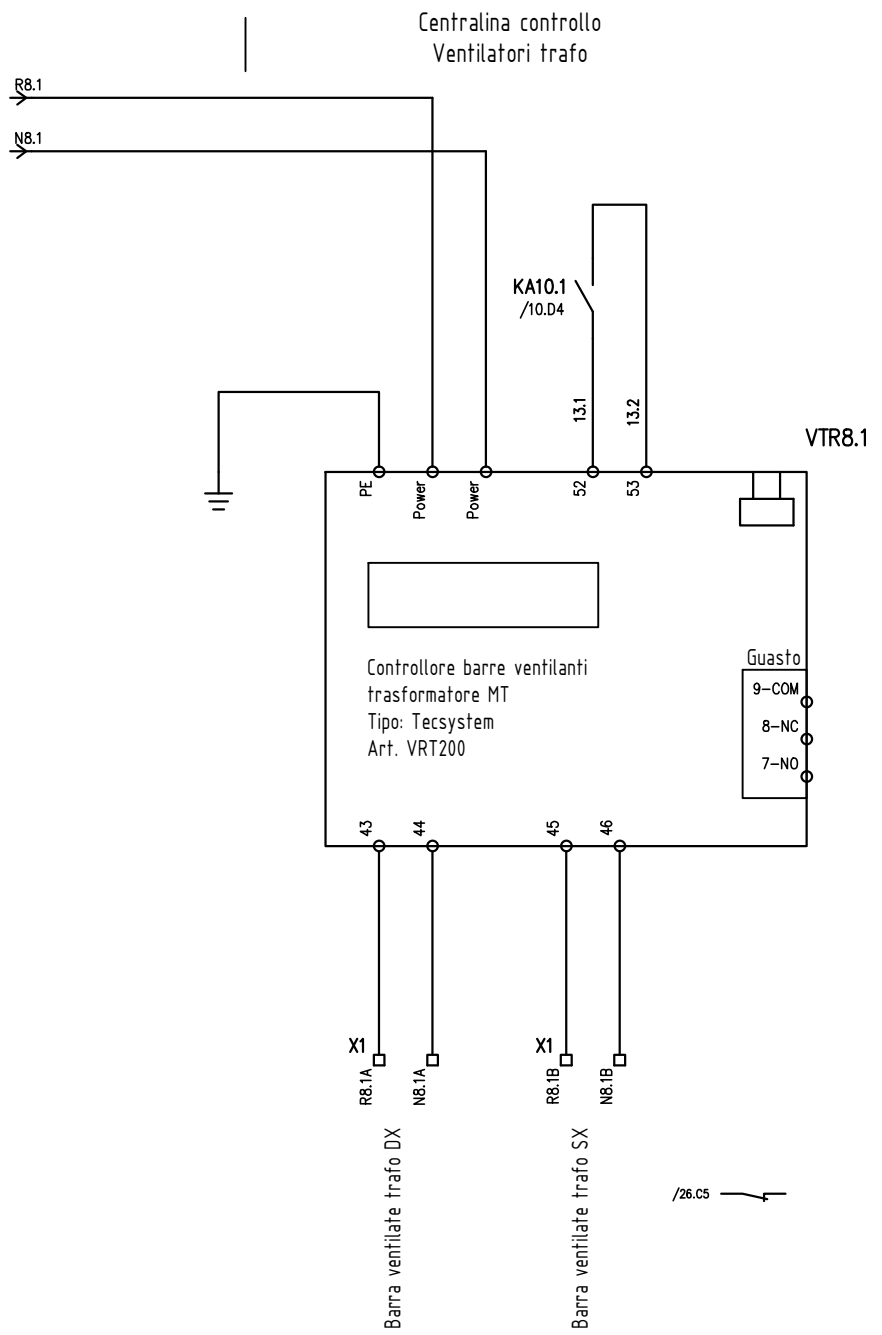 Centralina controllo
Ventilatori trafo
R8.1
N8.1
KA10.1
/10.D4
13.1
13.2
VTR8.1
PE
Power
Power
52
53
Controllore barre ventilanti
trasformatore MT
Tipo: Tecsystem
Art. VRT200
Guasto
9-COM
8-NC
7-NO
43
44
45
46
X1
R8.1A
N8.1A
X1
R8.1B
N8.1B
Barra ventilate trafo DX
Barra ventilate trafo SX
/26.C5